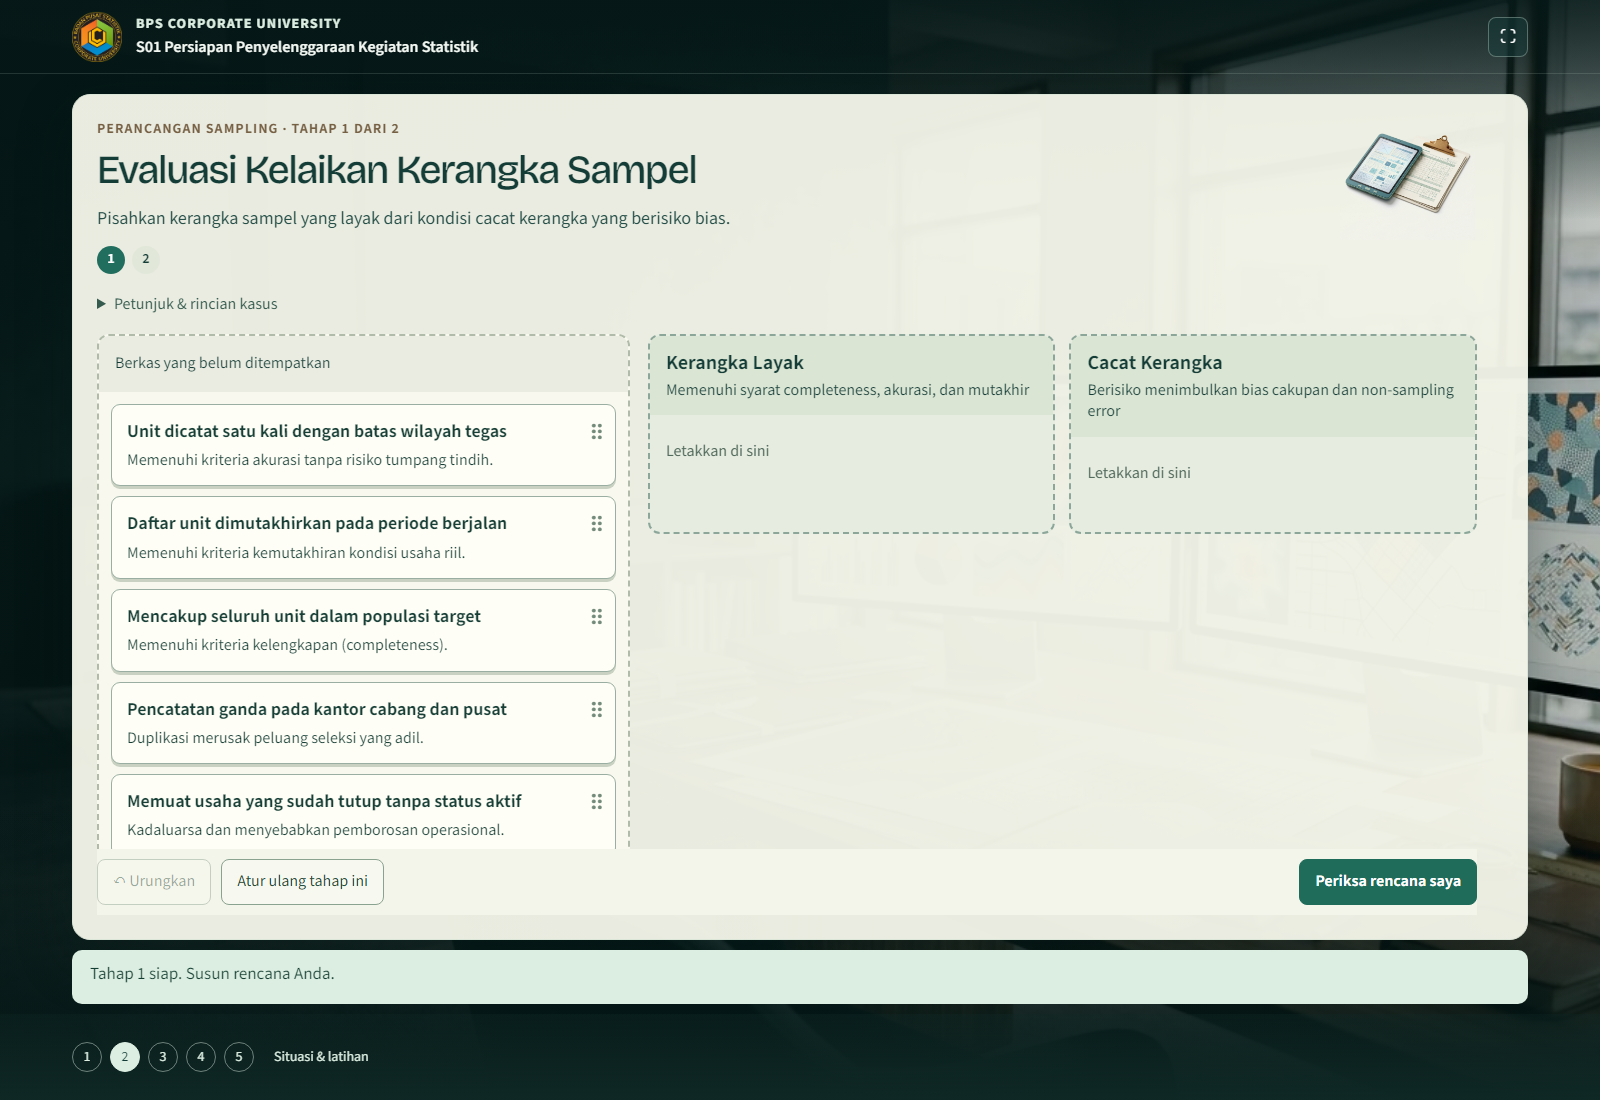 BPS CORPORATE UNIVERSITY
S01 Persiapan Penyelenggaraan Kegiatan Statistik
PERANCANGAN SAMPLING · TAHAP 1 DARI 2
Evaluasi Kelaikan Kerangka Sampel
Pisahkan kerangka sampel yang layak dari kondisi cacat kerangka yang berisiko bias.
1 2
Petunjuk & rincian kasus
Berkas yang belum ditempatkan
Unit dicatat satu kali dengan batas wilayah tegas
Memenuhi kriteria akurasi tanpa risiko tumpang tindih.
Daftar unit dimutakhirkan pada periode berjalan
Memenuhi kriteria kemutakhiran kondisi usaha riil.
Mencakup seluruh unit dalam populasi target
Memenuhi kriteria kelengkapan (completeness).
Pencatatan ganda pada kantor cabang dan pusat
Duplikasi merusak peluang seleksi yang adil.
Memuat usaha yang sudah tutup tanpa status aktif
Kadaluarsa dan menyebabkan pemborosan operasional.
Kerangka Layak
Memenuhi syarat completeness, akurasi, dan mutakhir
Letakkan di sini
Cacat Kerangka
Berisiko menimbulkan bias cakupan dan non-sampling
error
Letakkan di sini
Urungkan
Atur ulang tahap ini
Periksa rencana saya
Tahap 1 siap. Susun rencana Anda.
1 2 3 4 5 Situasi & latihan